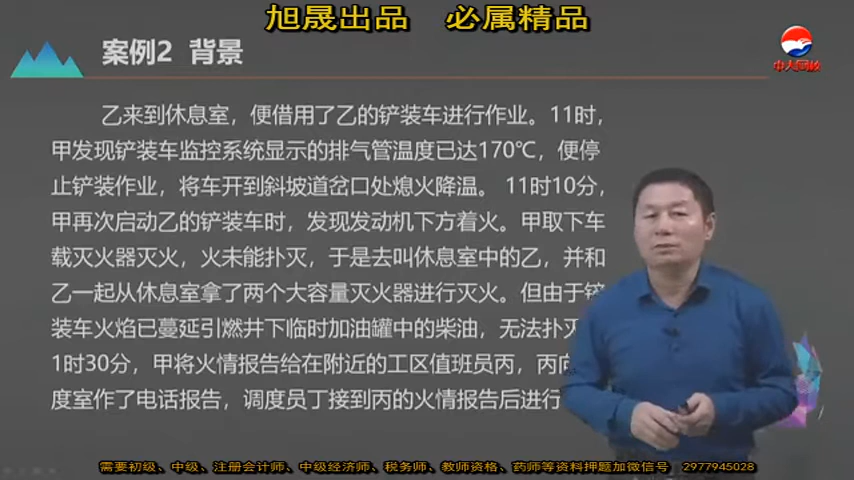 旭晟出品 必属精品
案例2 背景
中大网校
乙来到休息室，便借用了乙的铲装车进行作业。11时，
甲发现铲装车监控系统显示的排气管温度已达170℃，便停
止铲装作业，将车开到斜坡道岔口处熄火降温。 11时10分，
甲再次启动乙的铲装车时，发现发动机下方着火。甲取下车
载灭火器灭火，火未能扑灭，于是去叫休息室中的乙，并和
乙一起从休息室拿了两个大容量灭火器进行灭火。但由于铲
装车火焰已蔓延引燃井下临时加油罐中的柴油，无法扑灭
1时30分，甲将火情报告给在附近的工区值班员丙，丙向
度室作了电话报告，调度员丁接到丙的火情报告后进行
需要初级、中级、注册会计师、中级经济师、税务师、教师资格、药师等资料押题加微信号 2977945028